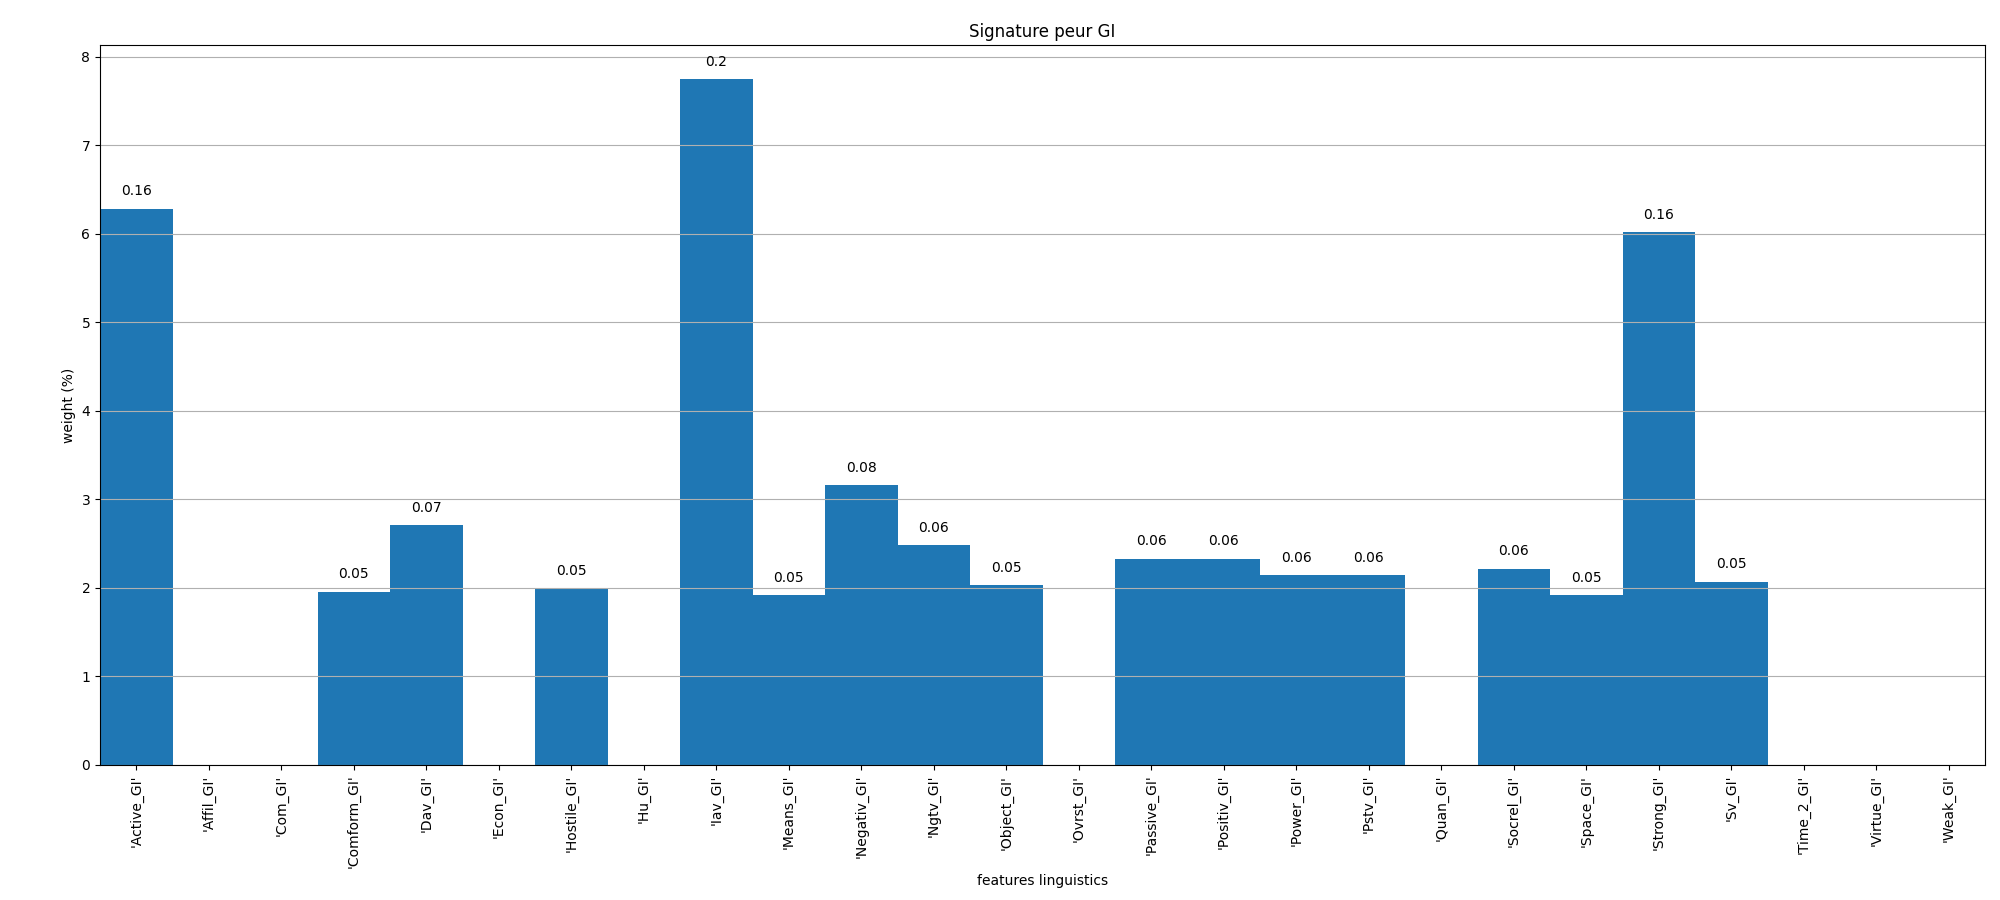 Signature peur GI
8
7
6
5
4
3
2
1
0
weight (%)
0.16
0.05
0.07
0.05
0.2
0.05
0.08
0.06
0.05
0.06
0.06
0.06
0.06
0.06
0.05
0.16
0.05
'Active_GI'
'Affil_GI'
'Com_GI'
'Comform_GI'
'Dav_GI'
'Econ_GI'
'Hostile_GI'
'Hu_GI'
'Iav_GI'
'Means_GI'
'Negativ_GI'
'Ngtv_GI'
'Object_GI'
'Ovrst_GI'
'Passive_GI'
'Positiv_GI'
'Power_GI'
'Pstv_GI'
'Quan_GI'
'Socrel_GI'
'Space_GI'
'Strong_GI'
'Sv_GI'
'Time_2_GI'
'Virtue_GI'
'Weak_GI'
features linguistics